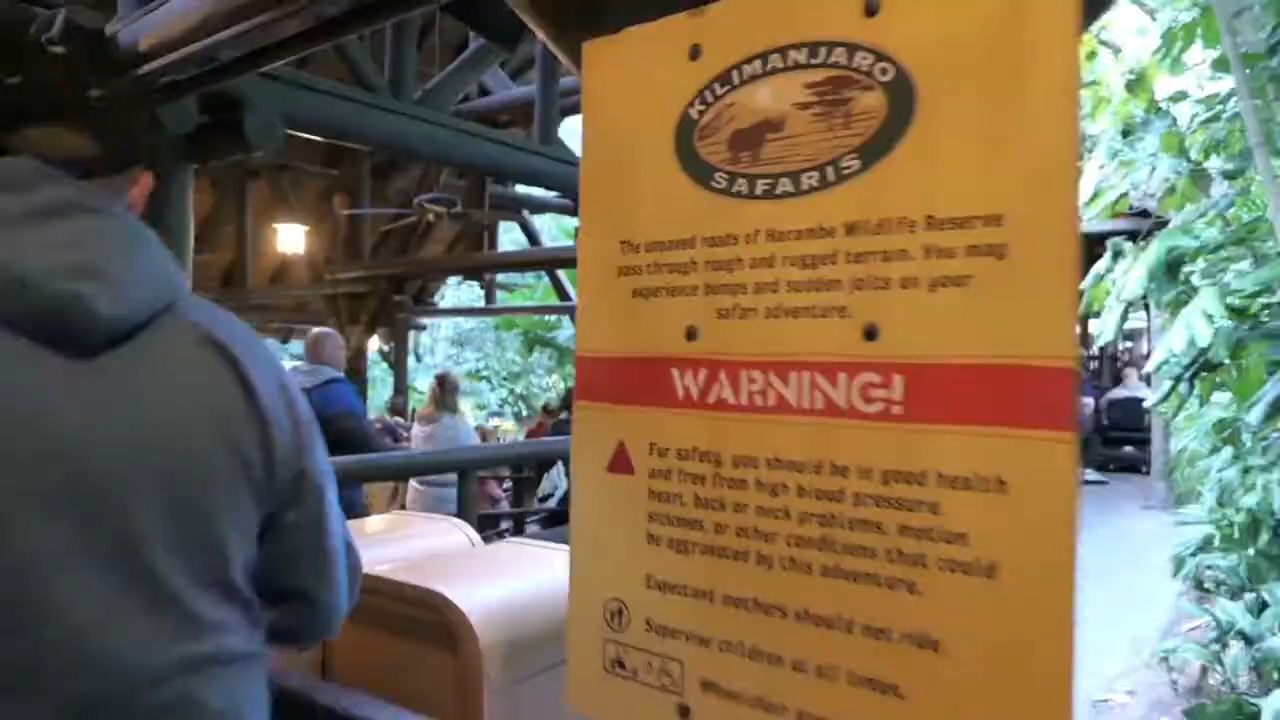 KILIMANJARO
SAFARIS
The unpaved roads of Harambe Wildlife Reserve
pass through rough and rugged terrain. You may
experience bumps and sudden jolts on your
safari adventure.
WARNING!
For safety, you should be in good health
and free from high blood pressure,
heart, back or neck problems, motion
sickness, or other conditions that could
be aggravated by this adventure.
Expectant mothers should not ride.
Supervise children at all times.
Wheelchair